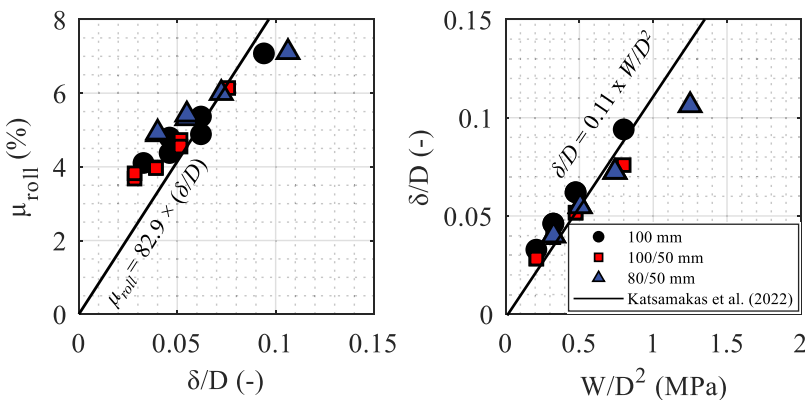 8
6
4
2
0
μroll (%)
μroll = 82.9 × (δ/D)
0 0.05 0.1 0.15
δ/D (-)
0.15
0.1
0.05
0
δ/D (-)
δ/D = 0.11 x W/D²
100 mm
100/50 mm
80/50 mm
Katsamakas et al. (2022)
0 0.5 1 1.5 2
W/D² (MPa)